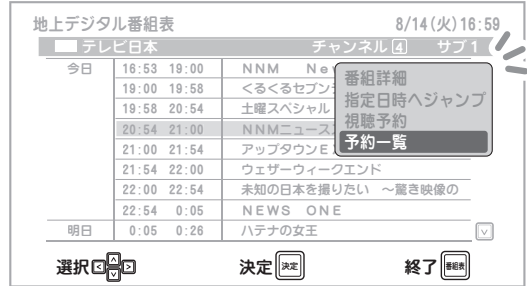 地上デジタル番組表 8/14(火)16:59
テレビ日本 チャンネル4 サブ1
今日 16:53 19:00 NNM Ne
19:00 19:58 くるくるセブン
19:58 20:54 土曜スペシャル
20:54 21:00 NNMニュース
21:00 21:54 アップタウンE
21:54 22:00 ウェザーウィークエンド
22:00 22:54 未知の日本を撮りたい ～驚き映像の
22:54 0:05 NEWS ONE
明日 0:05 0:26 ハテナの女王
番組詳細
指定日時へジャンプ
視聴予約
予約一覧
選択 決定 決定 終了 番組表